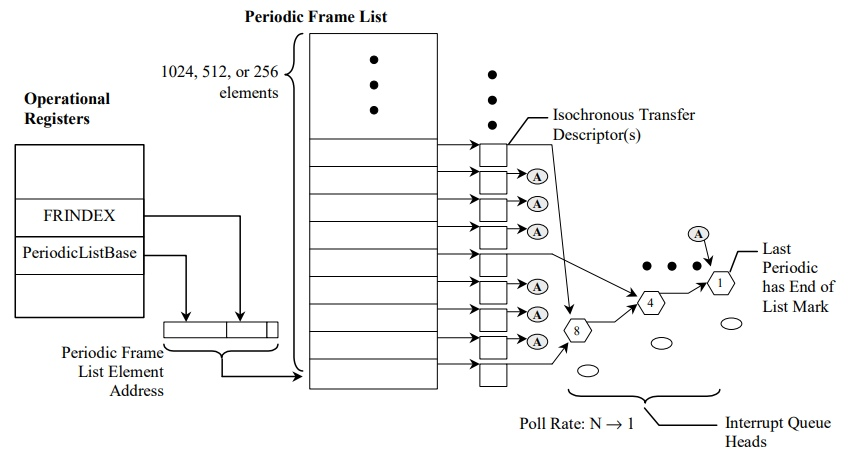 Periodic Frame List
1024, 512, or 256
elements
Operational
Registers
Isochronous Transfer
Descriptor(s)
A
FRINDEX
A
A
A
Last
Periodic
has End of
List Mark
PeriodicListBase
1
A
4
A
8
A
Periodic Frame
List Element
Address
Poll Rate: N → 1
Interrupt Queue
Heads